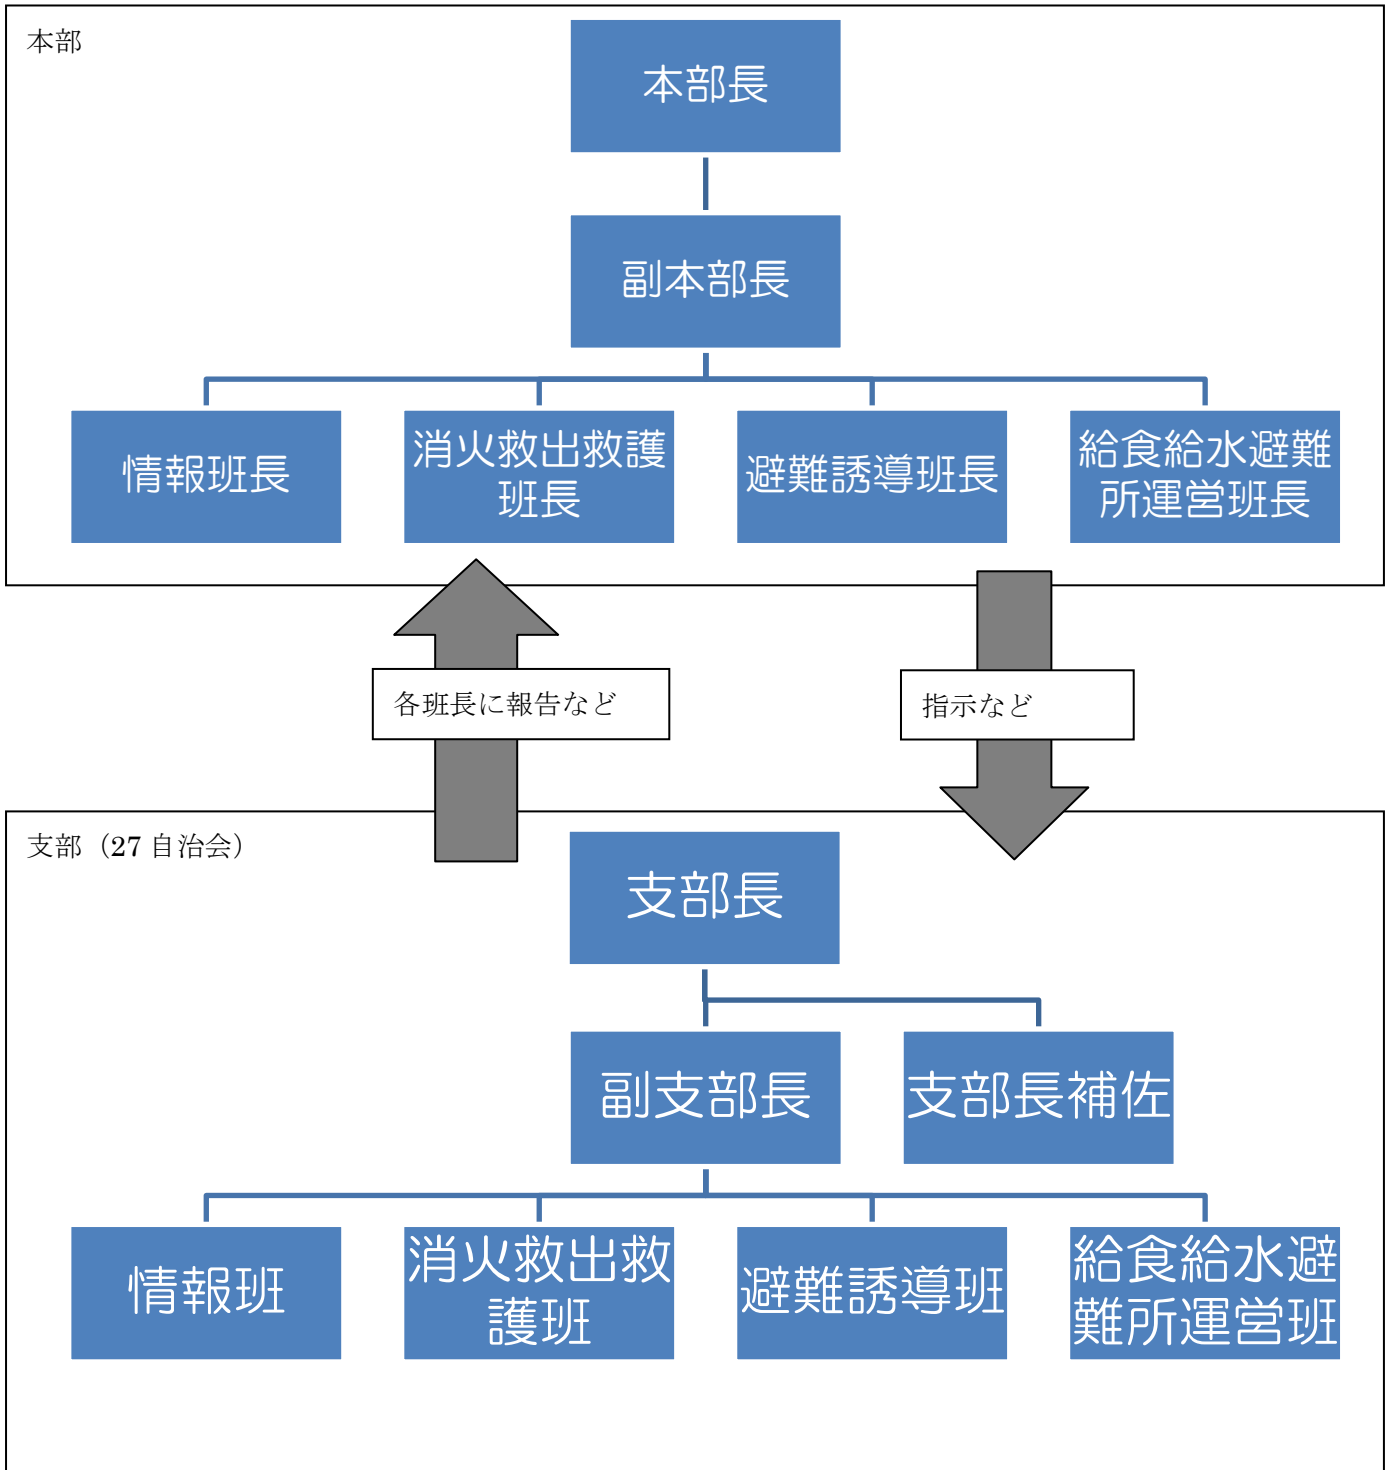 本部
本部長
副本部長
情報班長
消火救出救護
班長
避難誘導班長
給食給水避難
所運営班長
各班長に報告など
指示など
支部（27 自治会）
支部長
副支部長
支部長補佐
情報班
消火救出救
護班
避難誘導班
給食給水避
難所運営班